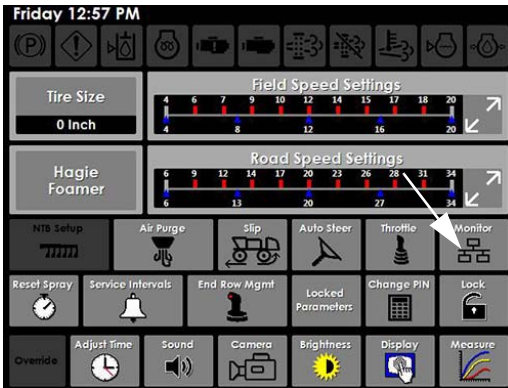 Friday 12:57 PM
(P)
Tire Size
0 Inch
Field Speed Settings
4 6 7 9 10 12 14 15 17 18 20
4 8 12 16 20
Hagie
Foamer
Road Speed Settings
6 9 12 14 17 20 23 26 28 31 34
6 13 20 27 34
NTB Setup
Air Purge
Slip
Auto Steer
Throttle
Monitor
Reset Spray
Service Intervals
End Row Mgmt
Locked
Parameters
Change PIN
Lock
Override
Adjust Time
Sound
Camera
Brightness
Display
Measure